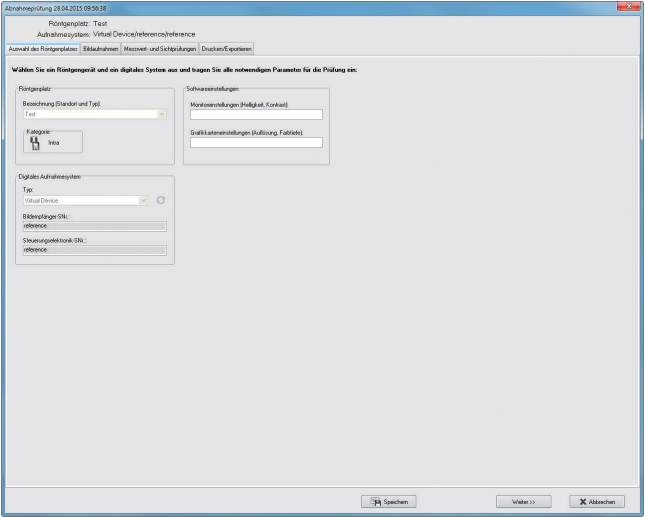 Abnahmeprüfung 28.04.2015 09:56:38
Röntgenplatz: Test
Aufnahmesystem: Virtual Device/reference/reference
Auswahl des Röntgenplatzes Bildaufnahmen Messwert- und Sichtprüfungen Drucken/Exportieren
Wählen Sie ein Röntgengerät und ein digitales System aus und tragen Sie alle notwendigen Parameter für die Prüfung ein:
Röntgenplatz
Bezeichnung (Standort und Typ):
Test
Kategorie
Intra
Softwareeinstellungen
Monitoreinstellungen (Helligkeit, Kontrast):
Grafikkarteneinstellungen (Auflösung, Farbtiefe):
Digitales Aufnahmesystem
Typ:
Virtual Device
Bildempfänger-SNr.:
reference
Steuerungselektronik-SNr.:
reference
Speichern Weiter >> Abbrechen